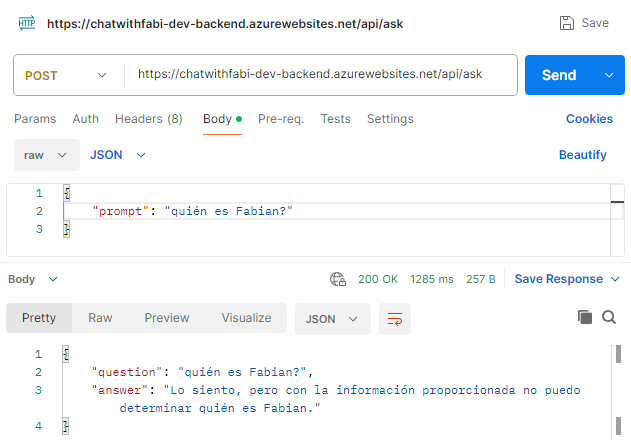 HTTP https://chatwithfabi-dev-backend.azurewebsites.net/api/ask Save
POST https://chatwithfabi-dev-backend.azurewebsites.net/api/ask Send
Params Auth Headers (8) Body Pre-req. Tests Settings Cookies
raw JSON Beautify
1 {
2 "prompt": "quién es Fabian?"
3 }
Body 200 OK 1285 ms 257 B Save Response
Pretty Raw Preview Visualize JSON
1 {
2 "question": "quién es Fabian?",
3 "answer": "Lo siento, pero con la información proporcionada no puedo
determinar quién es Fabian."
4 }